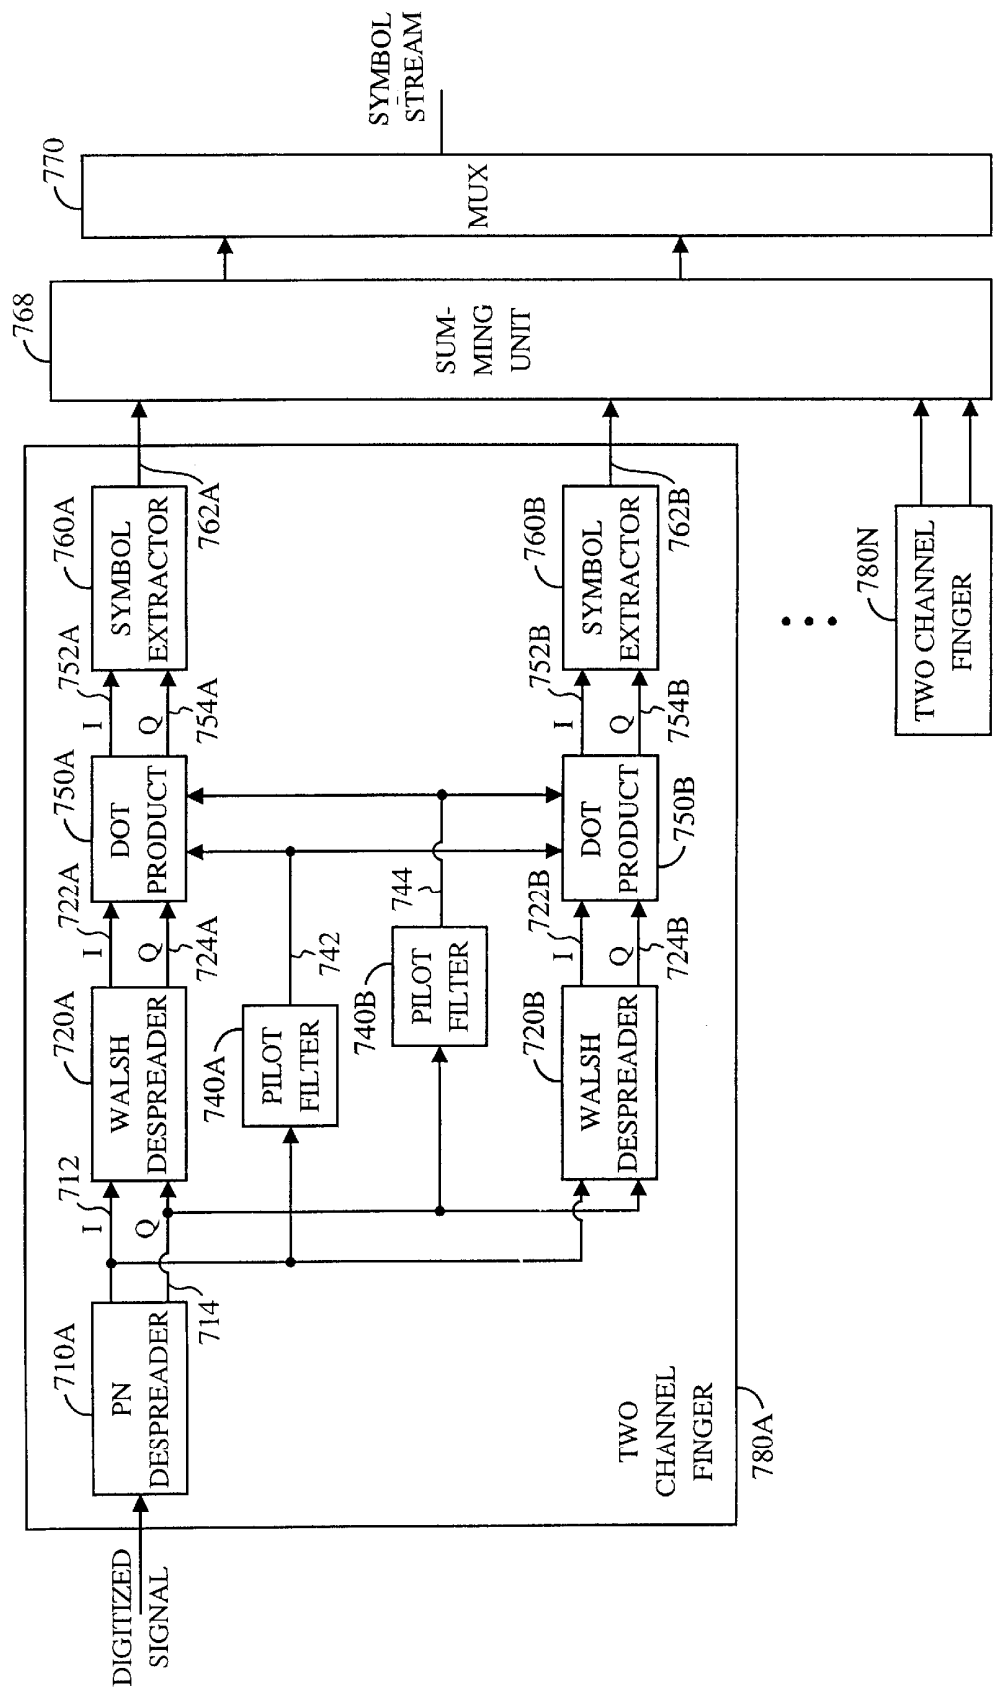 DIGITIZED
SIGNAL
710A
PN
DESPREADER
I
712
Q
714
720A
WALSH
DESPREADER
I
722A
Q
724A
750A
DOT
PRODUCT
I
752A
Q
754A
760A
SYMBOL
EXTRACTOR
762A
740A
PILOT
FILTER
742
740B
PILOT
FILTER
744
720B
WALSH
DESPREADER
I
722B
Q
724B
DOT
PRODUCT
750B
I
752B
Q
754B
760B
SYMBOL
EXTRACTOR
762B
TWO
CHANNEL
FINGER
780A
780N
TWO CHANNEL
FINGER
768
SUM-
MING
UNIT
770
MUX
SYMBOL
STREAM